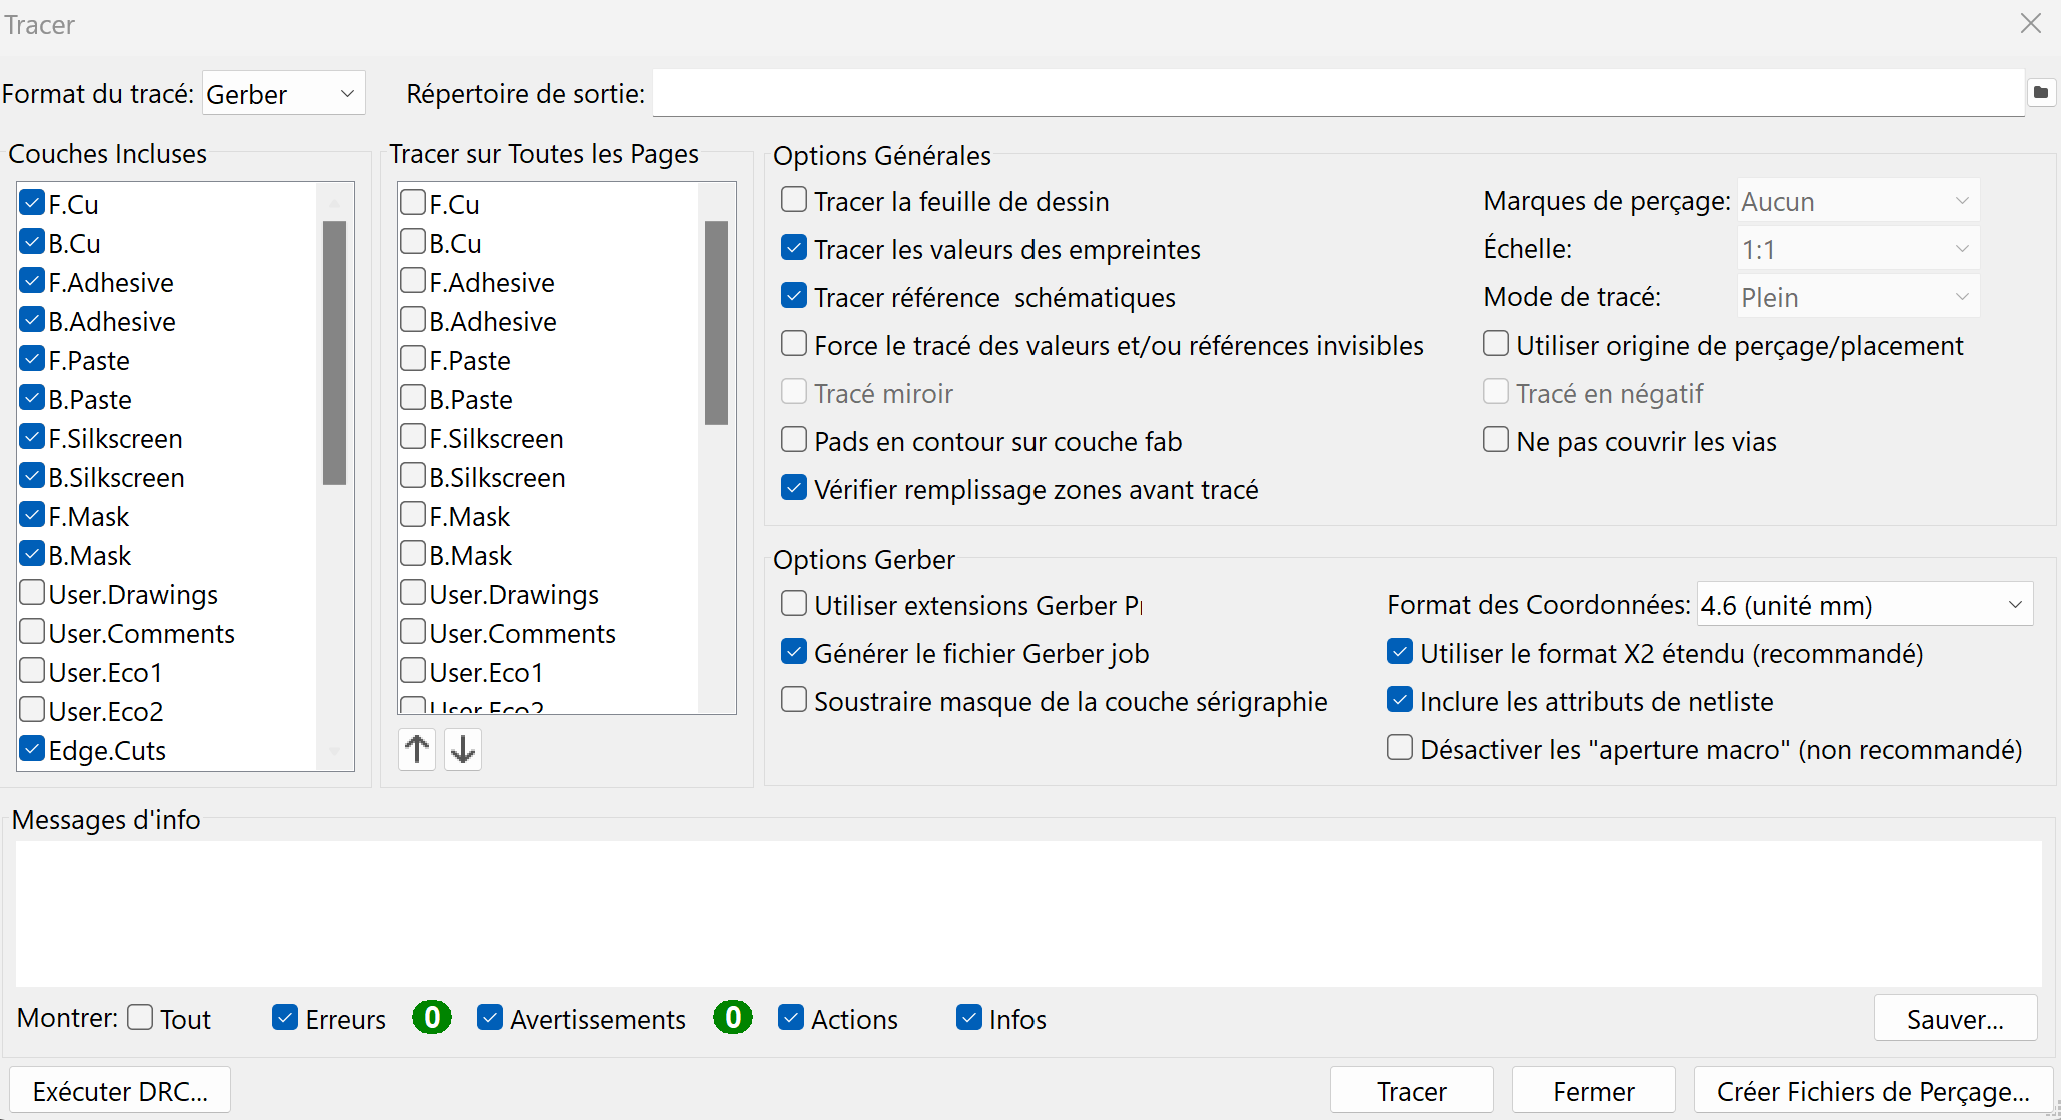 Tracer
Format du tracé: Gerber
Répertoire de sortie:
Couches Incluses
F.Cu
B.Cu
F.Adhesive
B.Adhesive
F.Paste
B.Paste
F.Silkscreen
B.Silkscreen
F.Mask
B.Mask
User.Drawings
User.Comments
User.Eco1
User.Eco2
Edge.Cuts
Tracer sur Toutes les Pages
F.Cu
B.Cu
F.Adhesive
B.Adhesive
F.Paste
B.Paste
F.Silkscreen
B.Silkscreen
F.Mask
B.Mask
User.Drawings
User.Comments
User.Eco1
User.Eco2
Options Générales
Tracer la feuille de dessin
Tracer les valeurs des empreintes
Tracer référence schématiques
Force le tracé des valeurs et/ou références invisibles
Tracé miroir
Pads en contour sur couche fab
Vérifier remplissage zones avant tracé
Marques de perçage: Aucun
Échelle: 1:1
Mode de tracé: Plein
Utiliser origine de perçage/placement
Tracé en négatif
Ne pas couvrir les vias
Options Gerber
Utiliser extensions Gerber
Générer le fichier Gerber job
Soustraire masque de la couche sérigraphie
Format des Coordonnées: 4.6 (unité mm)
Utiliser le format X2 étendu (recommandé)
Inclure les attributs de netliste
Désactiver les "aperture macro" (non recommandé)
Messages d'info
Montrer: Tout Erreurs 0 Avertissements 0 Actions Infos
Sauver...
Exécuter DRC...
Tracer
Fermer
Créer Fichiers de Perçage...